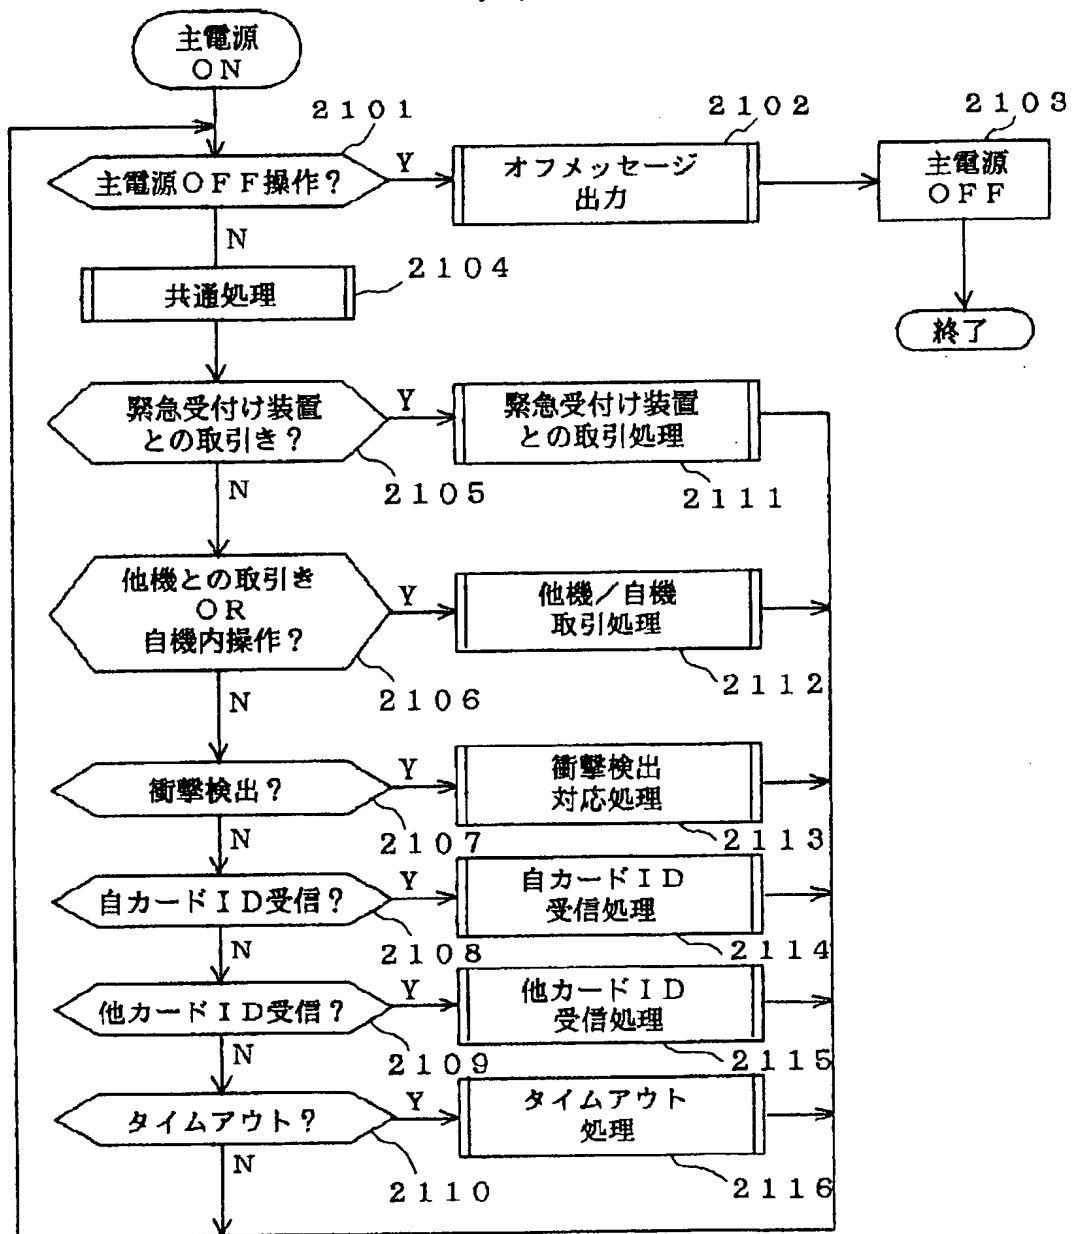 主電源
ON
2101
2102
2103
主電源OFF操作?
Y
オフメッセージ
出力
主電源
OFF
N
2104
共通処理
終了
緊急受付け装置
との取引き?
Y
緊急受付け装置
との取引処理
2105
2111
N
他機との取引き
OR
自機内操作?
Y
他機/自機
取引処理
2106
2112
N
衝撃検出?
Y
衝撃検出
対応処理
2107
2113
N
自カードID受信?
Y
自カードID
受信処理
2108
2114
N
他カードID受信?
Y
他カードID
受信処理
2109
2115
N
タイムアウト?
Y
タイムアウト
処理
2110
2116
N